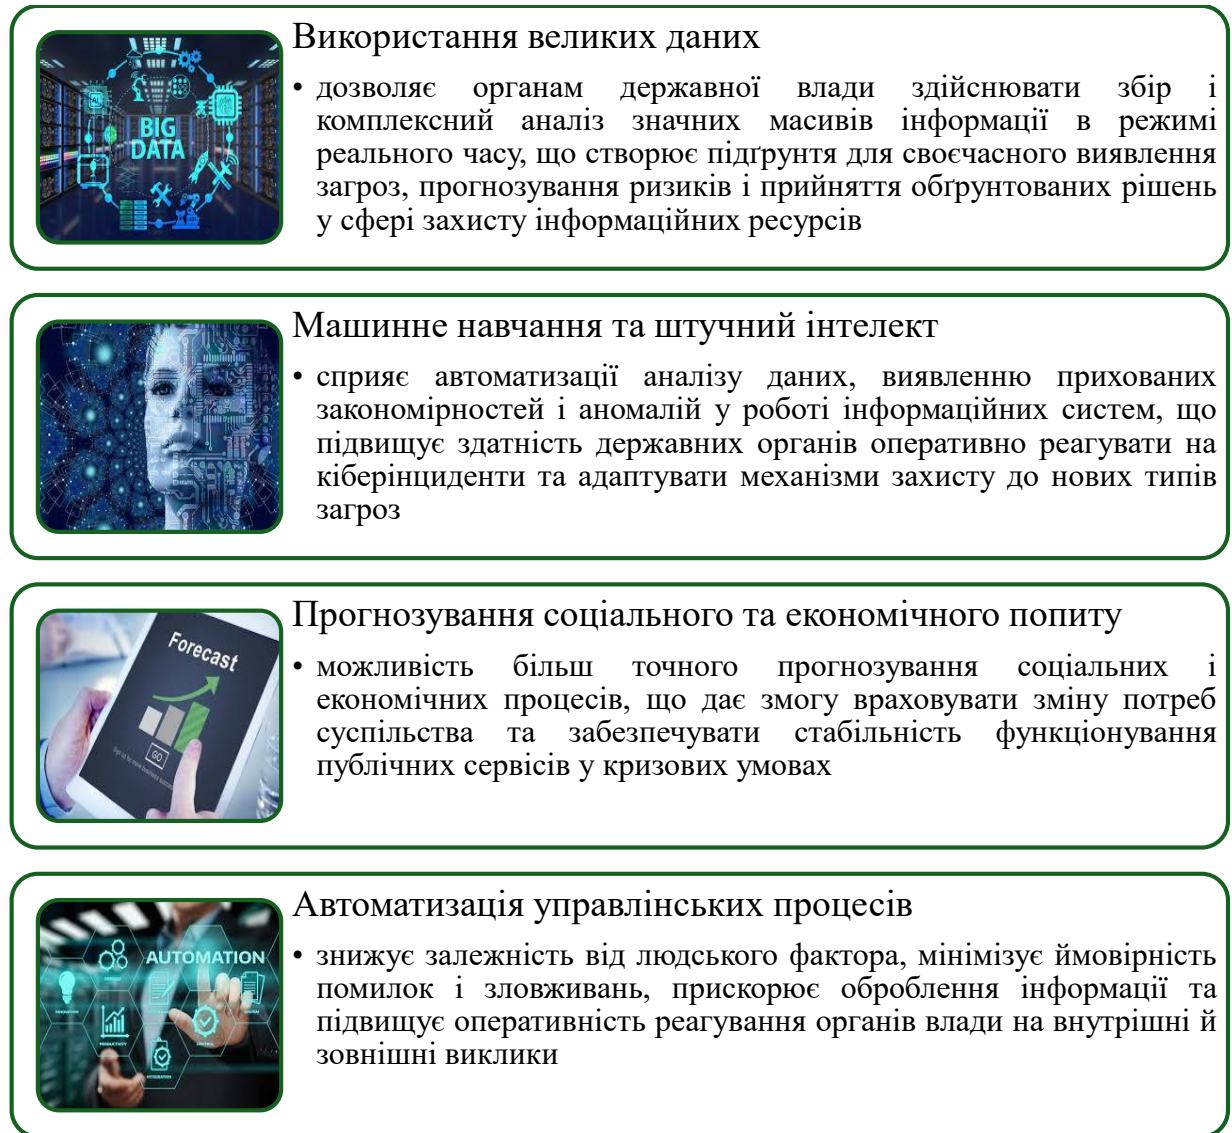 Використання великих даних
BIG
DATA
• дозволяє органам державної влади здійснювати збір і
комплексний аналіз значних масивів інформації в режимі
реального часу, що створює підґрунтя для своєчасного виявлення
загроз, прогнозування ризиків і прийняття обґрунтованих рішень
у сфері захисту інформаційних ресурсів
Машинне навчання та штучний інтелект
• сприяє автоматизації аналізу даних, виявленню прихованих
закономірностей і аномалій у роботі інформаційних систем, що
підвищує здатність державних органів оперативно реагувати на
кіберінциденти та адаптувати механізми захисту до нових типів
загроз
Прогнозування соціального та економічного попиту
Forecast
GO
• можливість більш точного прогнозування соціальних і
економічних процесів, що дає змогу враховувати зміну потреб
суспільства та забезпечувати стабільність функціонування
публічних сервісів у кризових умовах
Автоматизація управлінських процесів
AUTOMATION
INNOVATION
PRODUCTIVITY
INTEGRATION
• знижує залежність від людського фактора, мінімізує ймовірність
помилок і зловживань, прискорює оброблення інформації та
підвищує оперативність реагування органів влади на внутрішні й
зовнішні виклики